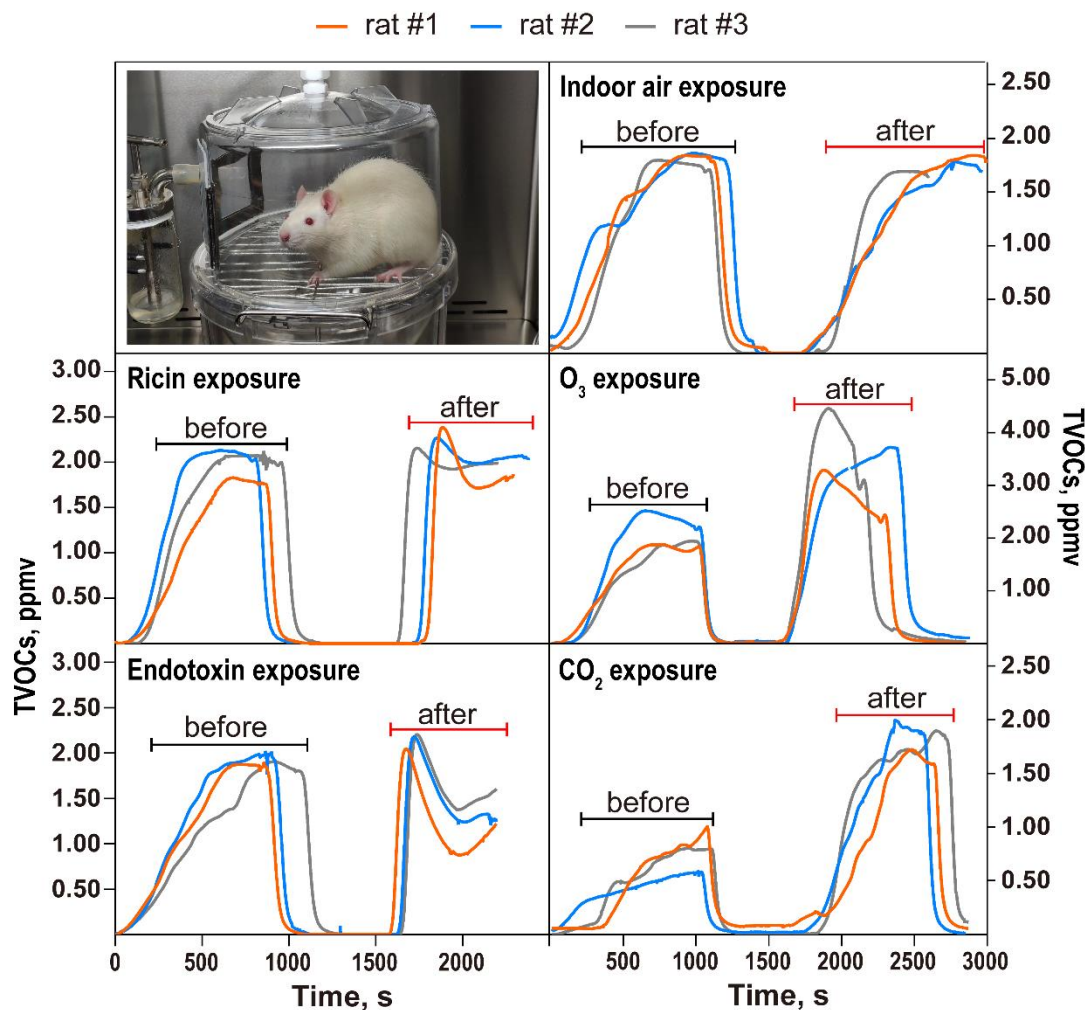 rat #1 rat #2 rat #3
Indoor air exposure
before
after
2.50
2.00
1.50
1.00
0.50
Ricin exposure
before
after
3.00
2.50
2.00
1.50
1.00
0.50
O₃ exposure
before
after
5.00
4.00
3.00
2.00
1.00
TVOCs, ppmv
Endotoxin exposure
before
after
3.00
2.50
2.00
1.50
1.00
0.50
TVOCs, ppmv
CO₂ exposure
before
after
2.50
2.00
1.50
1.00
0.50
0 500 1000 1500 2000
500 1000 1500 2000 2500 3000
Time, s
Time, s